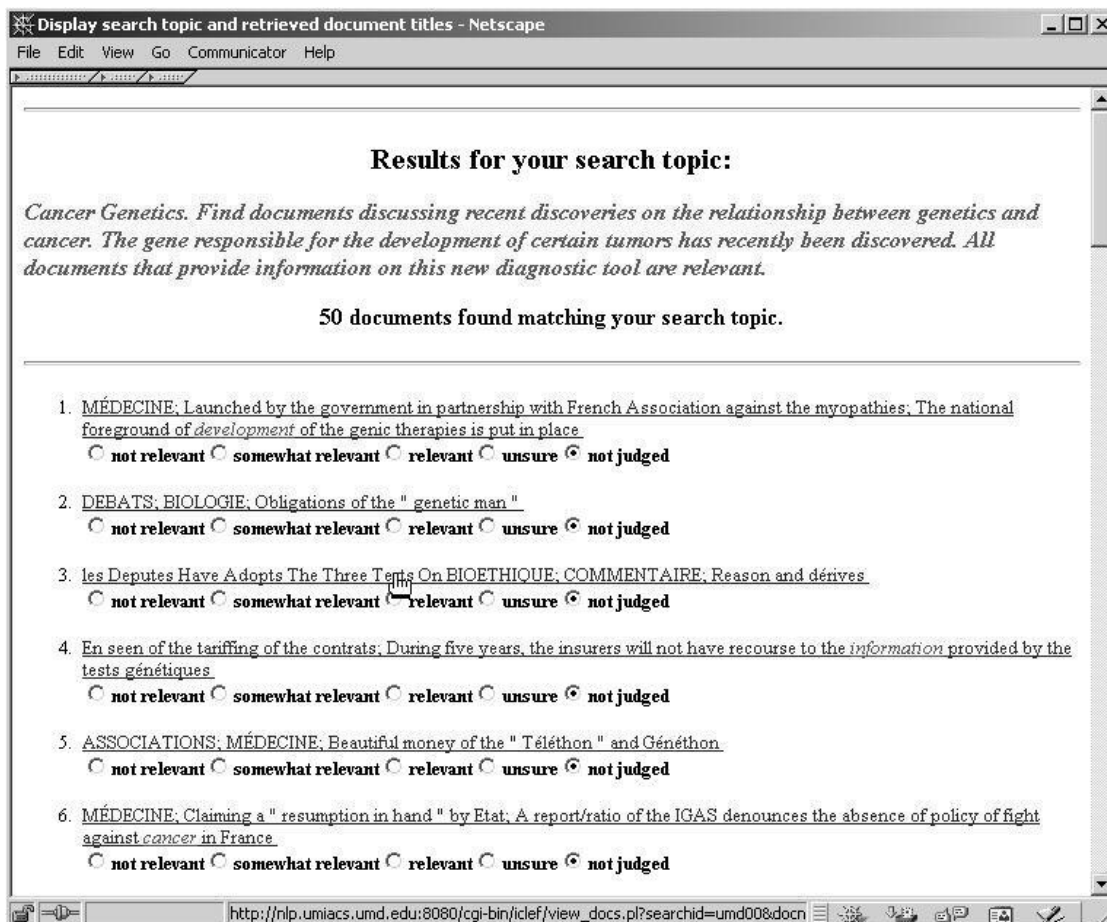 Display search topic and retrieved document titles - Netscape
File Edit View Go Communicator Help
Results for your search topic:
Cancer Genetics. Find documents discussing recent discoveries on the relationship between genetics and
cancer. The gene responsible for the development of certain tumors has recently been discovered. All
documents that provide information on this new diagnostic tool are relevant.
50 documents found matching your search topic.
1. MÉDECINE; Launched by the government in partnership with French Association against the myopathies; The national
foreground of development of the genic therapies is put in place
not relevant somewhat relevant relevant unsure not judged
2. DEBATS; BIOLOGIE; Obligations of the " genetic man "
not relevant somewhat relevant relevant unsure not judged
3. les Deputes Have Adopts The Three Texts On BIOETHIQUE; COMMENTAIRE; Reason and dérives
not relevant somewhat relevant relevant unsure not judged
4. En seen of the tariffing of the contrats; During five years, the insurers will not have recourse to the information provided by the
tests génétiques
not relevant somewhat relevant relevant unsure not judged
5. ASSOCIATIONS; MÉDECINE; Beautiful money of the " Téléthon " and Généthon
not relevant somewhat relevant relevant unsure not judged
6. MÉDECINE; Claiming a " resumption in hand " by Etat; A report/ratio of the IGAS denounces the absence of policy of fight
against cancer in France
not relevant somewhat relevant relevant unsure not judged
http://nlp.umiacs.umd.edu:8080/cgi-bin/iclef/view_docs.pl?searchid=umd00&docn